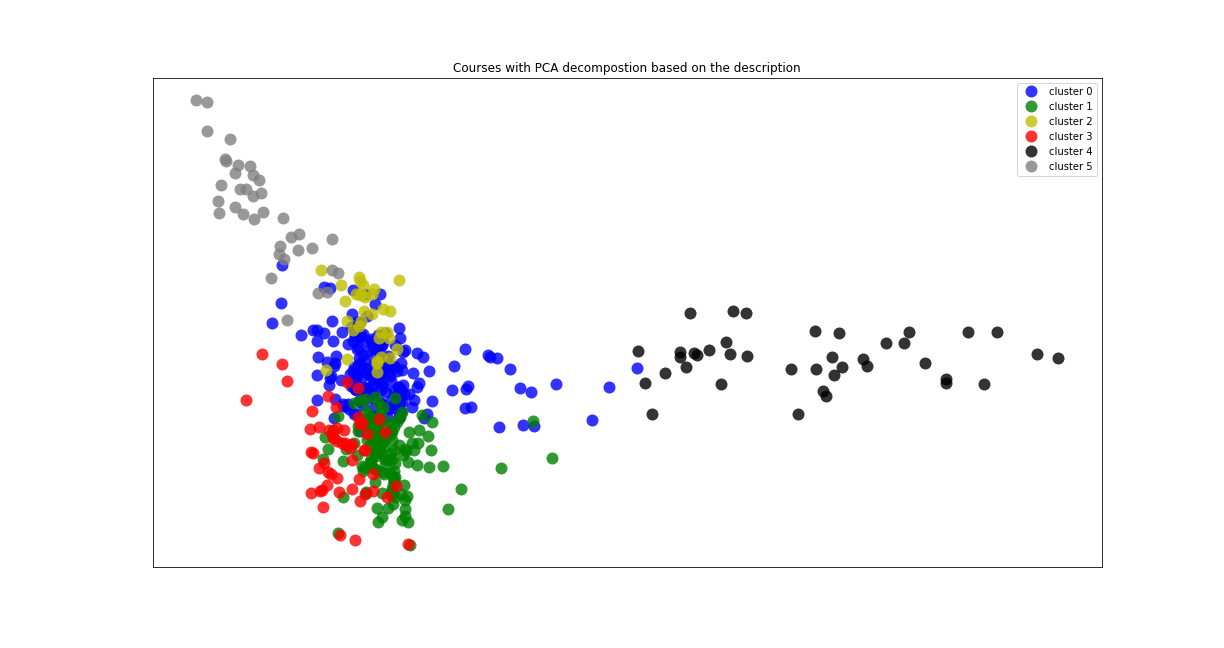 Courses with PCA decompostion based on the description
cluster 0
cluster 1
cluster 2
cluster 3
cluster 4
cluster 5